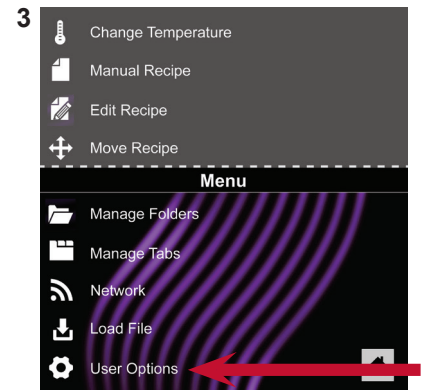 3
Change Temperature
Manual Recipe
Edit Recipe
Move Recipe
Menu
Manage Folders
Manage Tabs
Network
Load File
User Options